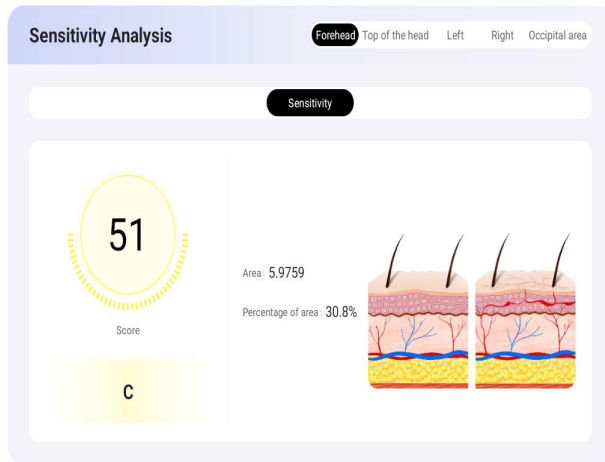 Sensitivity Analysis
Forehead Top of the head Left Right Occipital area
Sensitivity
51
Score
C
Area: 5.9759
Percentage of area: 30.8%